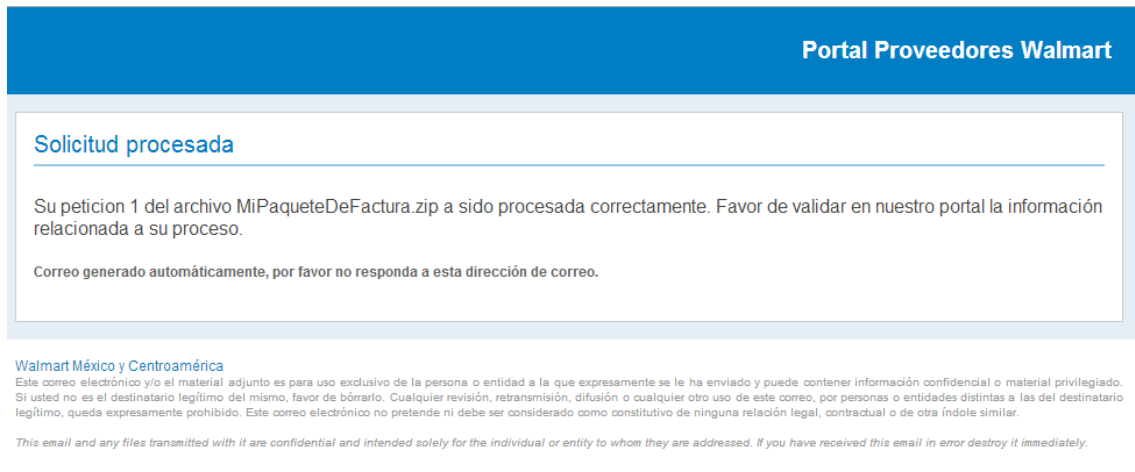 Portal Proveedores Walmart
Solicitud procesada
Su peticion 1 del archivo MiPaqueteDeFactura.zip a sido procesada correctamente. Favor de validar en nuestro portal la información
relacionada a su proceso.
Correo generado automáticamente, por favor no responda a esta dirección de correo.
Walmart México y Centroamérica
Este correo electrónico y/o el material adjunto es para uso exclusivo de la persona o entidad a la que expresamente se le ha enviado y puede contener información confidencial o material privilegiado.
Si usted no es el destinatario legítimo del mismo, favor de bórrarlo. Cualquier revisión, retransmisión, difusión o cualquier otro uso de este correo, por personas o entidades distintas a las del destinatario
legítimo, queda expresamente prohibido. Este correo electrónico no pretende ni debe ser considerado como constitutivo de ninguna relación legal, contractual o de otra índole similar.
This email and any files transmitted with it are confidential and intended solely for the individual or entity to whom they are addressed. If you have received this email in error destroy it immediately.